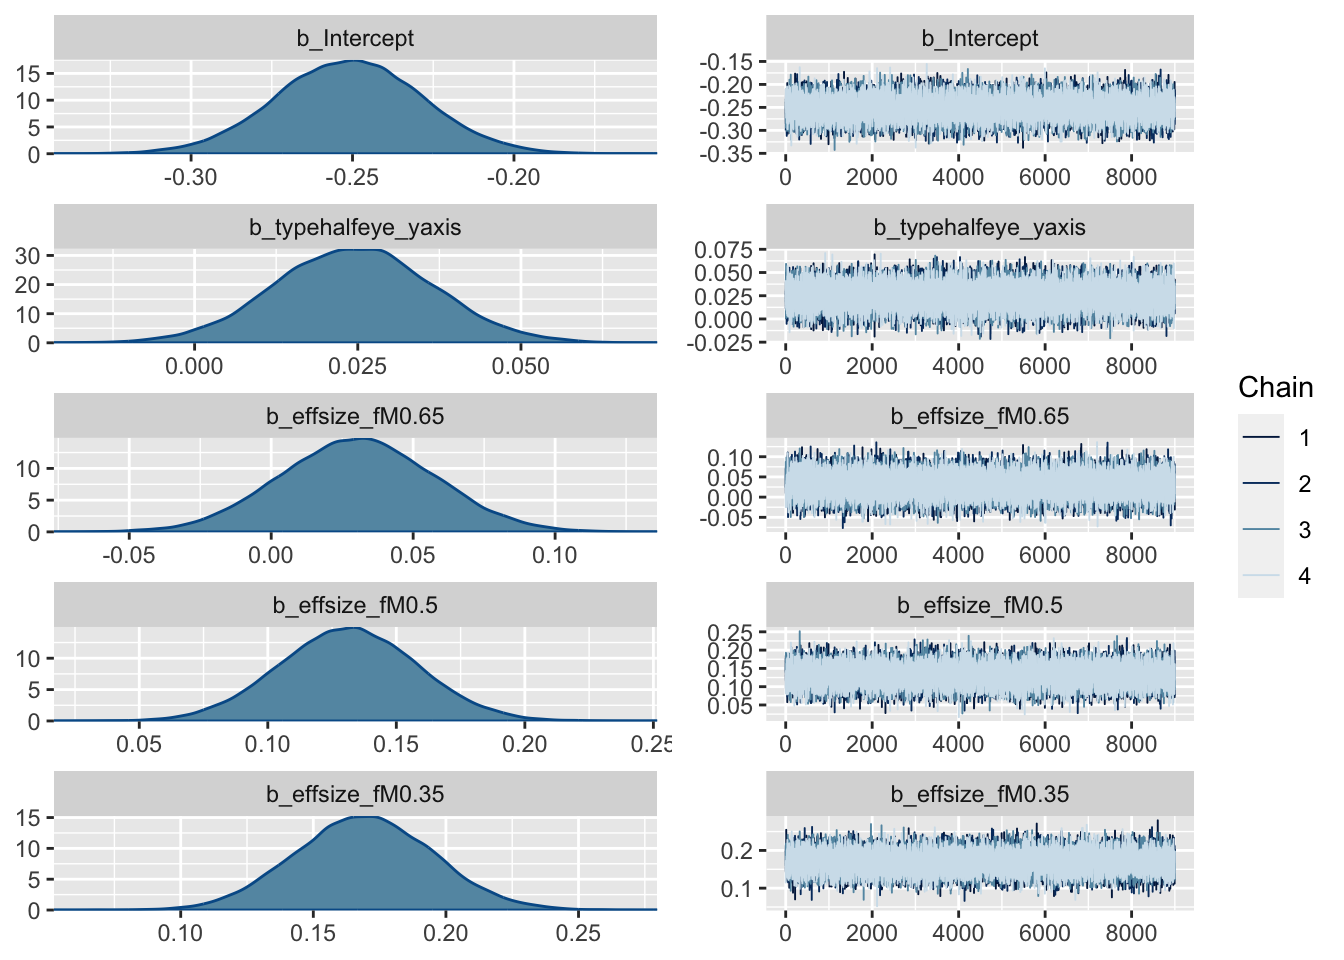 b_Intercept
15
10
5
0
-0.30 -0.25 -0.20
b_Intercept
-0.15
-0.20
-0.25
-0.30
-0.35
0 2000 4000 6000 8000
b_typehalfeye_yaxis
30
20
10
0
0.000 0.025 0.050
b_typehalfeye_yaxis
0.075
0.050
0.025
0.000
-0.025
0 2000 4000 6000 8000
b_effsize_fM0.65
10
5
0
-0.05 0.00 0.05 0.10
b_effsize_fM0.65
0.10
0.05
0.00
-0.05
0 2000 4000 6000 8000
b_effsize_fM0.5
10
5
0
0.05 0.10 0.15 0.20 0.25
b_effsize_fM0.5
0.25
0.20
0.15
0.10
0.05
0 2000 4000 6000 8000
b_effsize_fM0.35
15
10
5
0
0.10 0.15 0.20 0.25
b_effsize_fM0.35
0.2
0.1
0 2000 4000 6000 8000
Chain
1
2
3
4